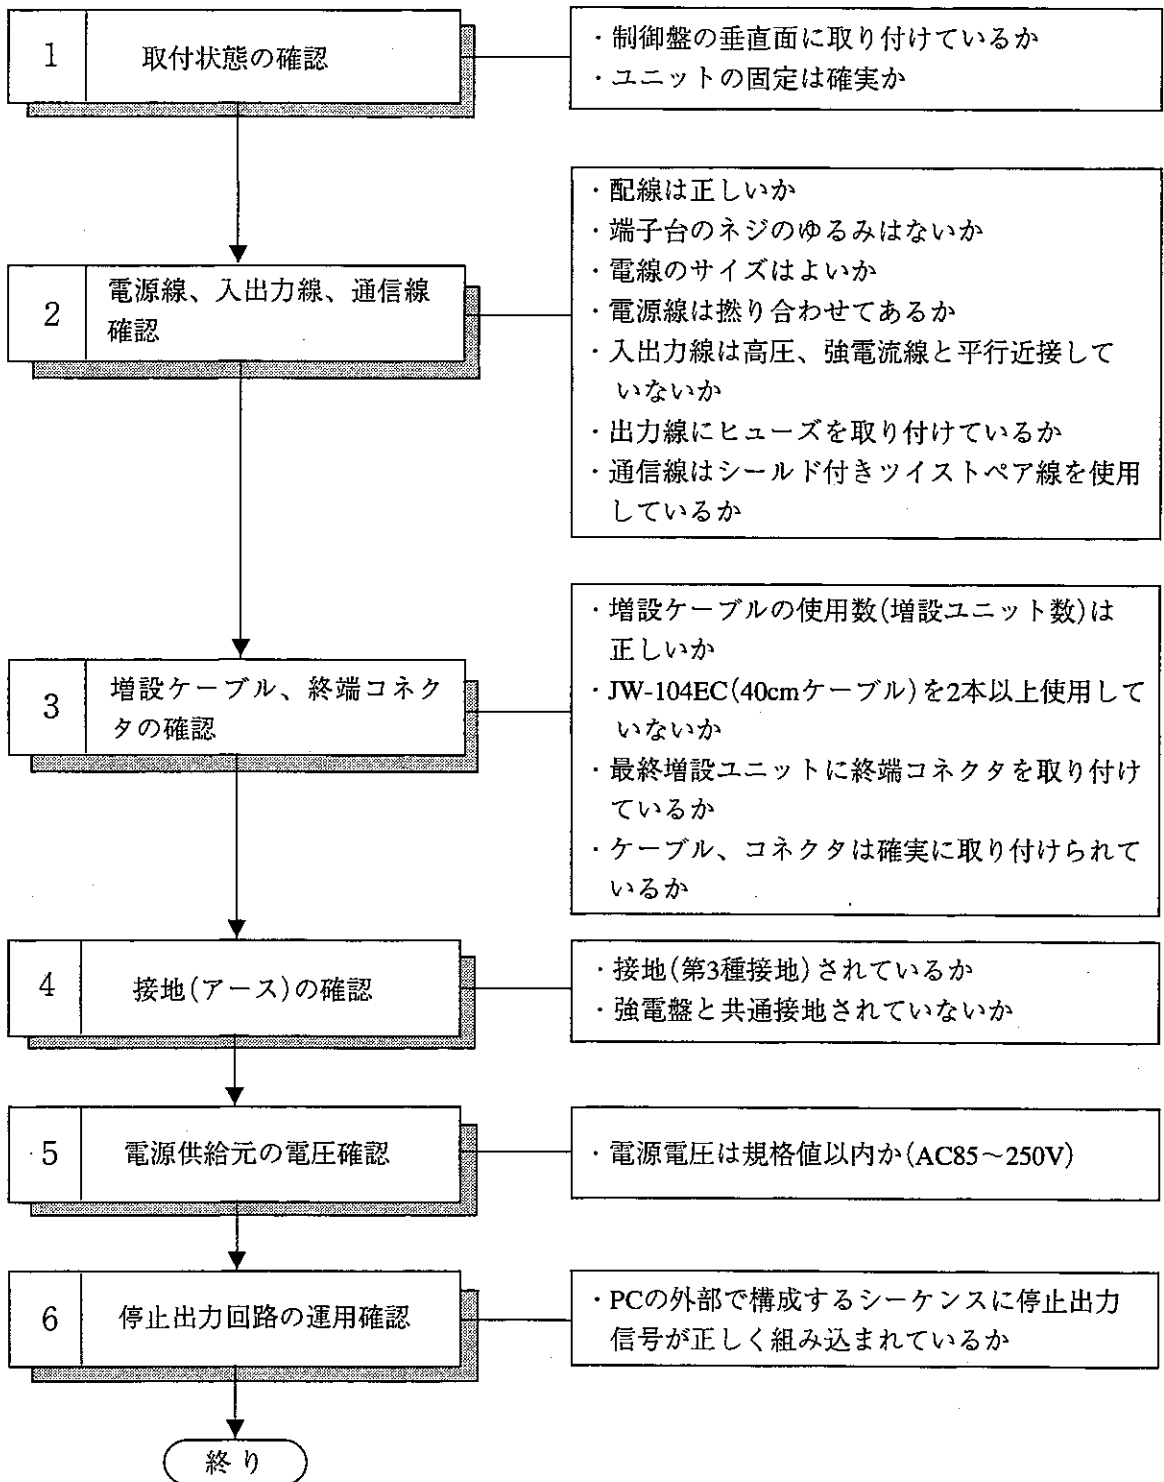 1 取付状態の確認
・制御盤の垂直面に取り付けているか
・ユニットの固定は確実か
2 電源線、入出力線、通信線
確認
・配線は正しいか
・端子台のネジのゆるみはないか
・電線のサイズはよいか
・電源線は撚り合わせてあるか
・入出力線は高圧、強電流線と平行近接して
いないか
・出力線にヒューズを取り付けているか
・通信線はシールド付きツイストペア線を使用
しているか
3 増設ケーブル、終端コネク
タの確認
・増設ケーブルの使用数(増設ユニット数)は
正しいか
・JW-104EC(40cmケーブル)を2本以上使用して
いないか
・最終増設ユニットに終端コネクタを取り付け
ているか
・ケーブル、コネクタは確実に取り付けられて
いるか
4 接地(アース)の確認
・接地(第3種接地)されているか
・強電盤と共通接地されていないか
5 電源供給元の電圧確認
・電源電圧は規格値以内か(AC85～250V)
6 停止出力回路の運用確認
・PCの外部で構成するシーケンスに停止出力
信号が正しく組み込まれているか
終り